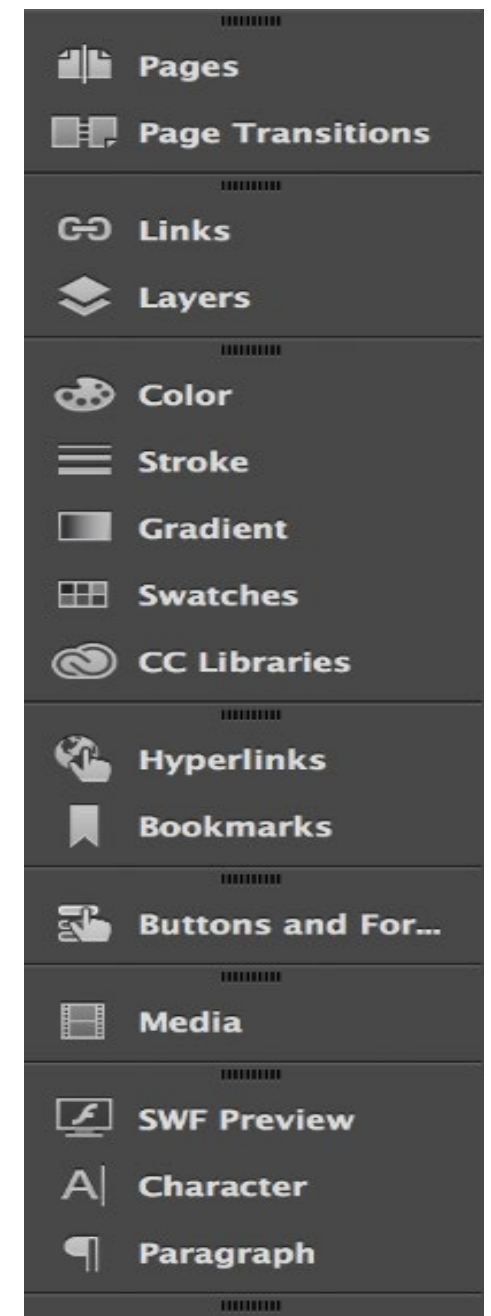 Pages
Page Transitions
Links
Layers
Color
Stroke
Gradient
Swatches
CC Libraries
Hyperlinks
Bookmarks
Buttons and For...
Media
SWF Preview
Character
Paragraph